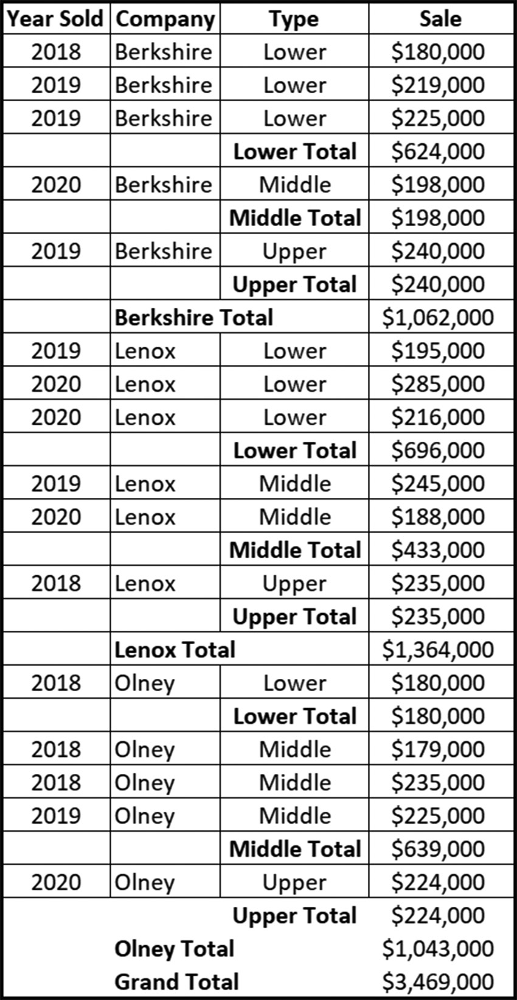 Year Sold Company Type Sale
2018 Berkshire Lower $180,000
2019 Berkshire Lower $219,000
2019 Berkshire Lower $225,000
Lower Total $624,000
2020 Berkshire Middle $198,000
Middle Total $198,000
2019 Berkshire Upper $240,000
Upper Total $240,000
Berkshire Total $1,062,000
2019 Lenox Lower $195,000
2020 Lenox Lower $285,000
2020 Lenox Lower $216,000
Lower Total $696,000
2019 Lenox Middle $245,000
2020 Lenox Middle $188,000
Middle Total $433,000
2018 Lenox Upper $235,000
Upper Total $235,000
Lenox Total $1,364,000
2018 Olney Lower $180,000
Lower Total $180,000
2018 Olney Middle $179,000
2018 Olney Middle $235,000
2019 Olney Middle $225,000
Middle Total $639,000
2020 Olney Upper $224,000
Upper Total $224,000
Olney Total $1,043,000
Grand Total $3,469,000